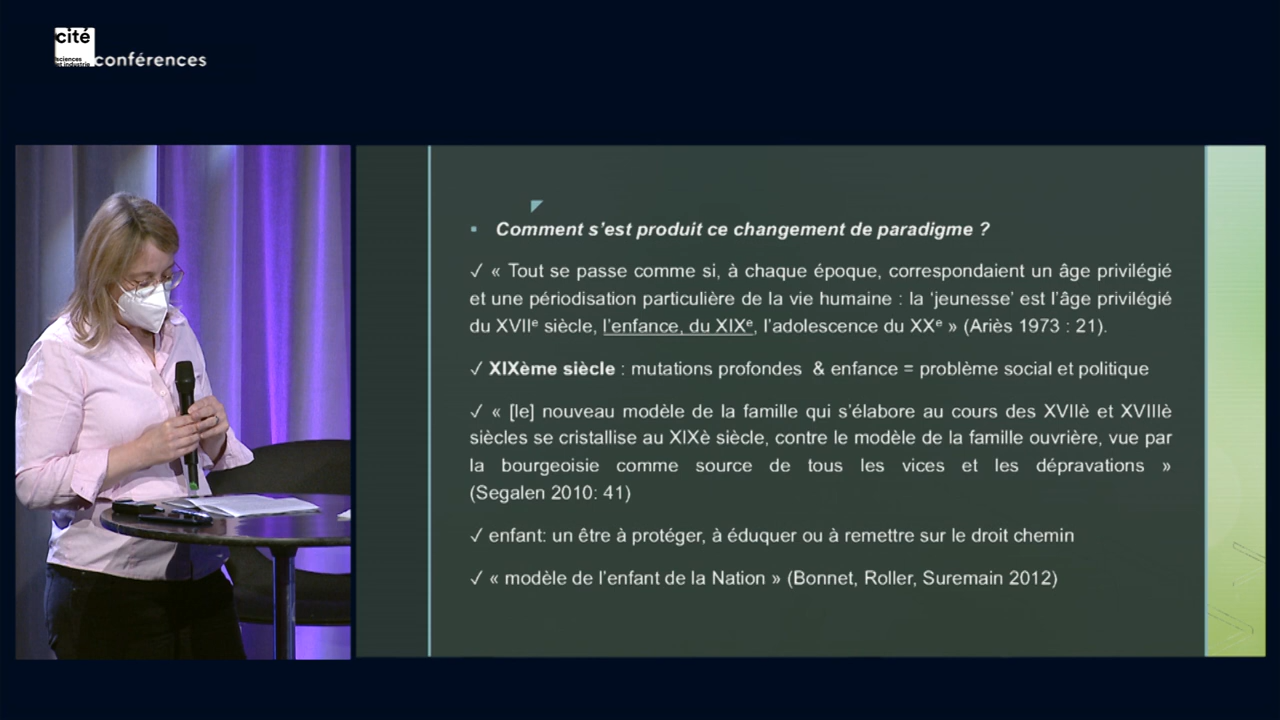 cité
sciences
et industrie
conférences
▪ Comment s’est produit ce changement de paradigme ?
✓ « Tout se passe comme si, à chaque époque, correspondaient un âge privilégié
et une périodisation particulière de la vie humaine : la ‘jeunesse’ est l’âge privilégié
du XVIIᵉ siècle, l’enfance, du XIXᵉ, l’adolescence du XXᵉ » (Ariès 1973 : 21).
✓ XIXème siècle : mutations profondes & enfance = problème social et politique
✓ « [le] nouveau modèle de la famille qui s’élabore au cours des XVIIè et XVIIIè
siècles se cristallise au XIXè siècle, contre le modèle de la famille ouvrière, vue par
la bourgeoisie comme source de tous les vices et les dépravations »
(Segalen 2010: 41)
✓ enfant: un être à protéger, à éduquer ou à remettre sur le droit chemin
✓ « modèle de l’enfant de la Nation » (Bonnet, Roller, Suremain 2012)